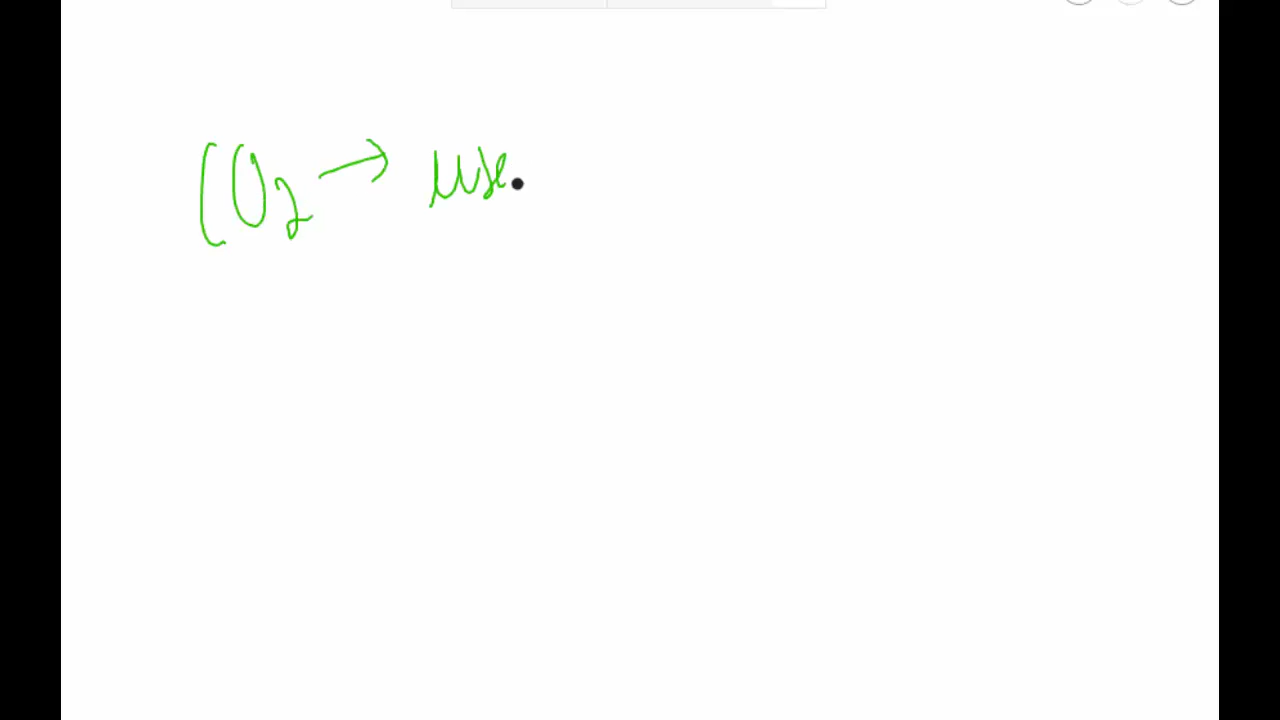 CO₂ → use